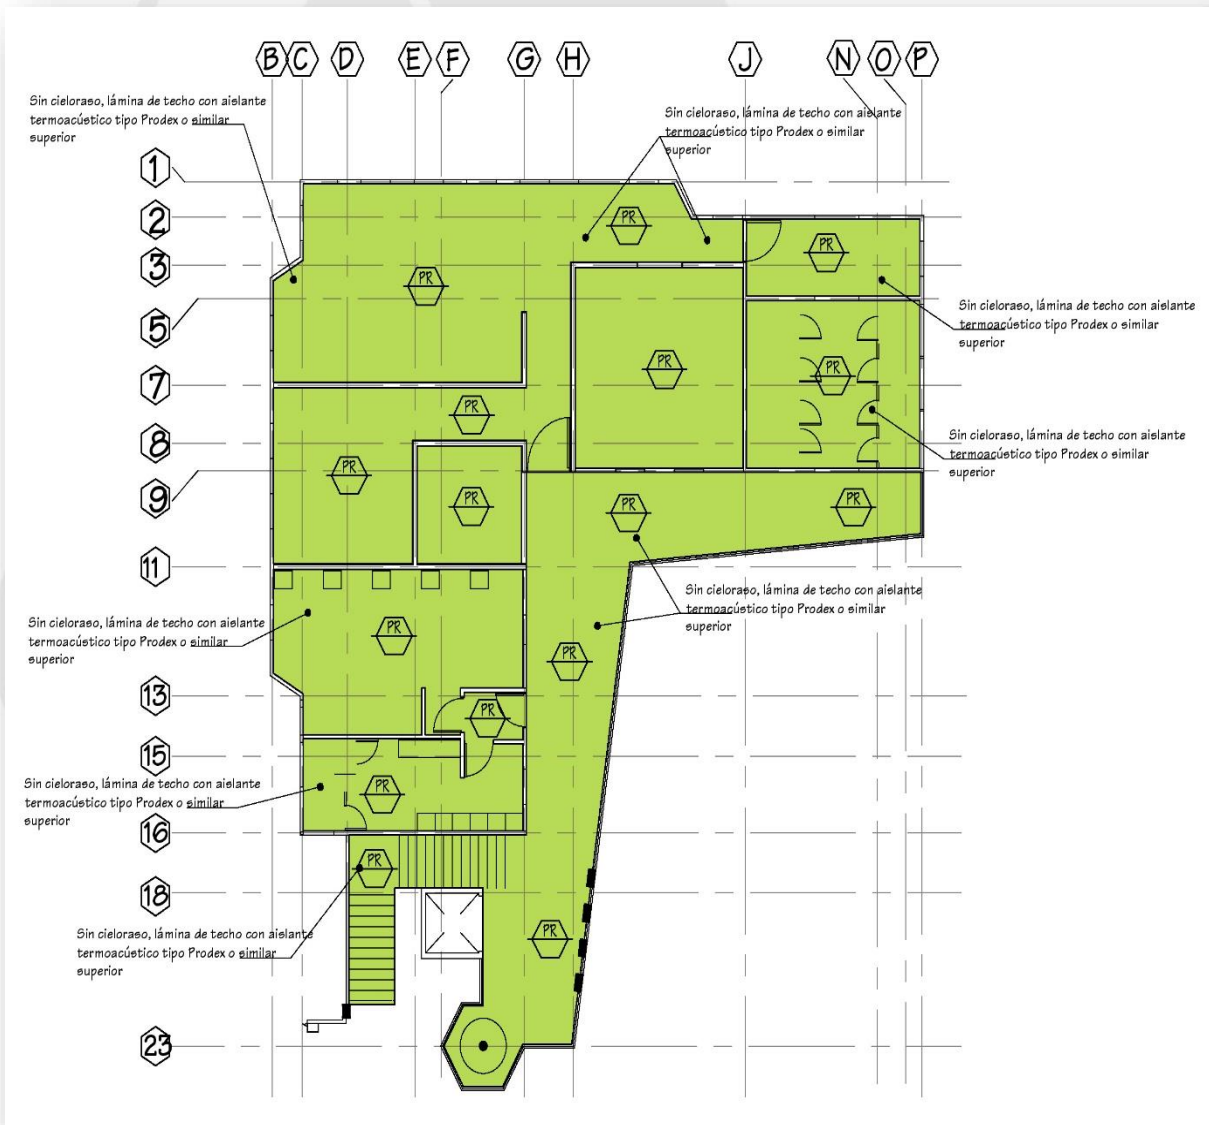 B C D E F G H J N O P
Sin cieloraso, lámina de techo con aislante
termoacústico tipo Prodex o similar
superior
Sin cieloraso, lámina de techo con aislante
termoacústico tipo Prodex o similar
superior
1
2
PR
PR
3
PR
5
Sin cieloraso, lámina de techo con aislante
termoacústico tipo Prodex o similar
superior
PR
PR
7
PR
8
Sin cieloraso, lámina de techo con aislante
termoacústico tipo Prodex o similar
superior
PR
9
PR
PR
PR
11
Sin cieloraso, lámina de techo con aislante
termoacústico tipo Prodex o similar
superior
Sin cieloraso, lámina de techo con aislante
termoacústico tipo Prodex o similar
superior
PR
PR
13
PR
15
Sin cieloraso, lámina de techo con aislante
termoacústico tipo Prodex o similar
superior
PR
16
PR
18
Sin cieloraso, lámina de techo con aislante
termoacústico tipo Prodex o similar
superior
PR
23